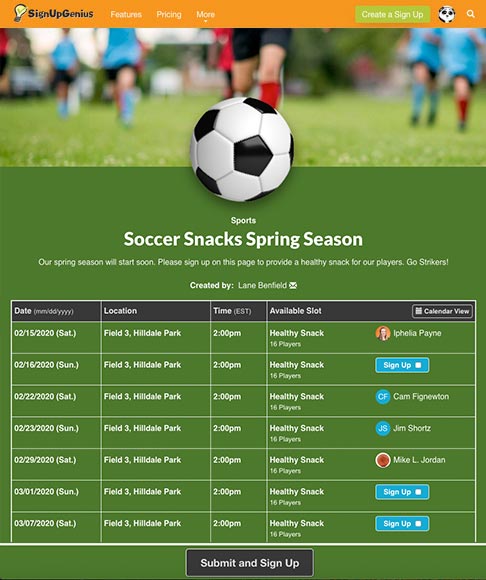 SignUpGenius
Features Pricing More Create a Sign Up
Sports
Soccer Snacks Spring Season
Our spring season will start soon. Please sign up on this page to provide a healthy snack for our players. Go Strikers!
Created by: Lane Benfield
Date (mm/dd/yyyy) Location Time (EST) Available Slot Calendar View
02/15/2020 (Sat.) Field 3, Hilldale Park 2:00pm Healthy Snack Iphelia Payne
16 Players
02/16/2020 (Sun.) Field 3, Hilldale Park 2:00pm Healthy Snack Sign Up
16 Players
02/22/2020 (Sat.) Field 3, Hilldale Park 2:00pm Healthy Snack CF Cam Fignewton
16 Players
02/23/2020 (Sun.) Field 3, Hilldale Park 2:00pm Healthy Snack JS Jim Shortz
16 Players
02/29/2020 (Sat.) Field 3, Hilldale Park 2:00pm Healthy Snack Mike L. Jordan
16 Players
03/01/2020 (Sun.) Field 3, Hilldale Park 2:00pm Healthy Snack Sign Up
16 Players
03/07/2020 (Sat.) Field 3, Hilldale Park 2:00pm Healthy Snack Sign Up
16 Players
Submit and Sign Up